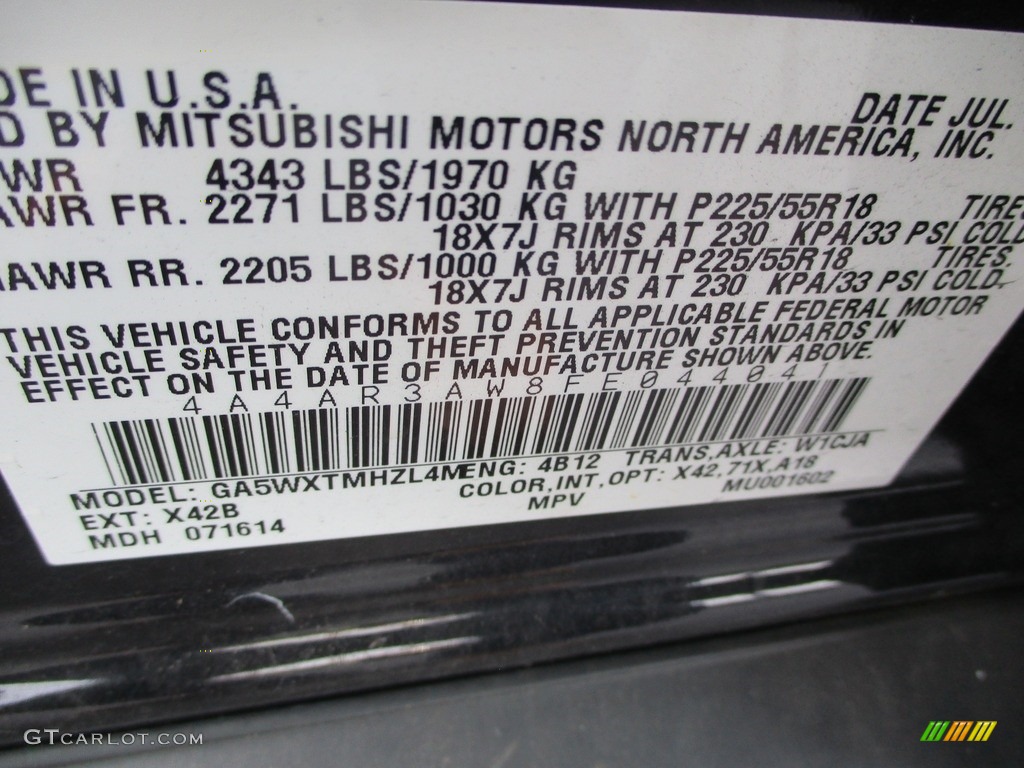 DE IN U.S.A. DATE JUL.
D BY MITSUBISHI MOTORS NORTH AMERICA, INC.
WR 4343 LBS/1970 KG
AWR FR. 2271 LBS/1030 KG WITH P225/55R18 TIRE
18X7J RIMS AT 230 KPA/33 PSI COLD
AWR RR. 2205 LBS/1000 KG WITH P225/55R18 TIRES.
18X7J RIMS AT 230 KPA/33 PSI COLD.
THIS VEHICLE CONFORMS TO ALL APPLICABLE FEDERAL MOTOR
VEHICLE SAFETY AND THEFT PREVENTION STANDARDS IN
EFFECT ON THE DATE OF MANUFACTURE SHOWN ABOVE.
4A4AR3AW8FE044041
MODEL: GA5WXTMHZL4M ENG: 4B12 TRANS,AXLE: W1CJA
EXT: X42B COLOR,INT,OPT: X42,71X,A18
MDH 071614 MPV MU001602
GTCARLOT.COM